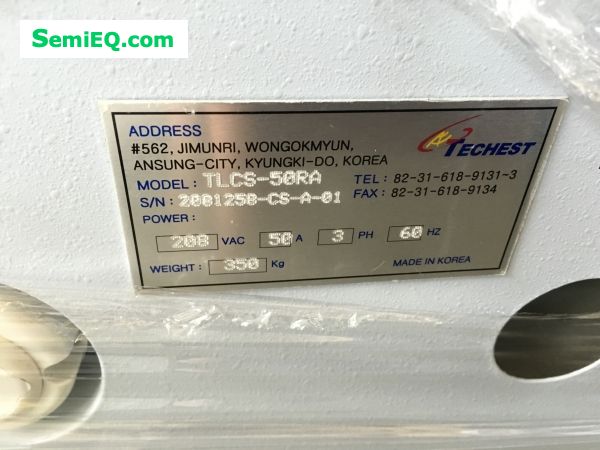 SemiEQ.com
ADDRESS
#562, JIMUNRI, WONGOKMYUN,
ANSUNG-CITY, KYUNGKI-DO, KOREA
TECHEST
MODEL: TLCS-50RA
TEL : 82-31-618-9131~3
S/N: 2081258-CS-A-01
FAX : 82-31-618-9134
POWER :
208 VAC 50 A 3 PH 60 HZ
WEIGHT : 350 Kg
MADE IN KOREA